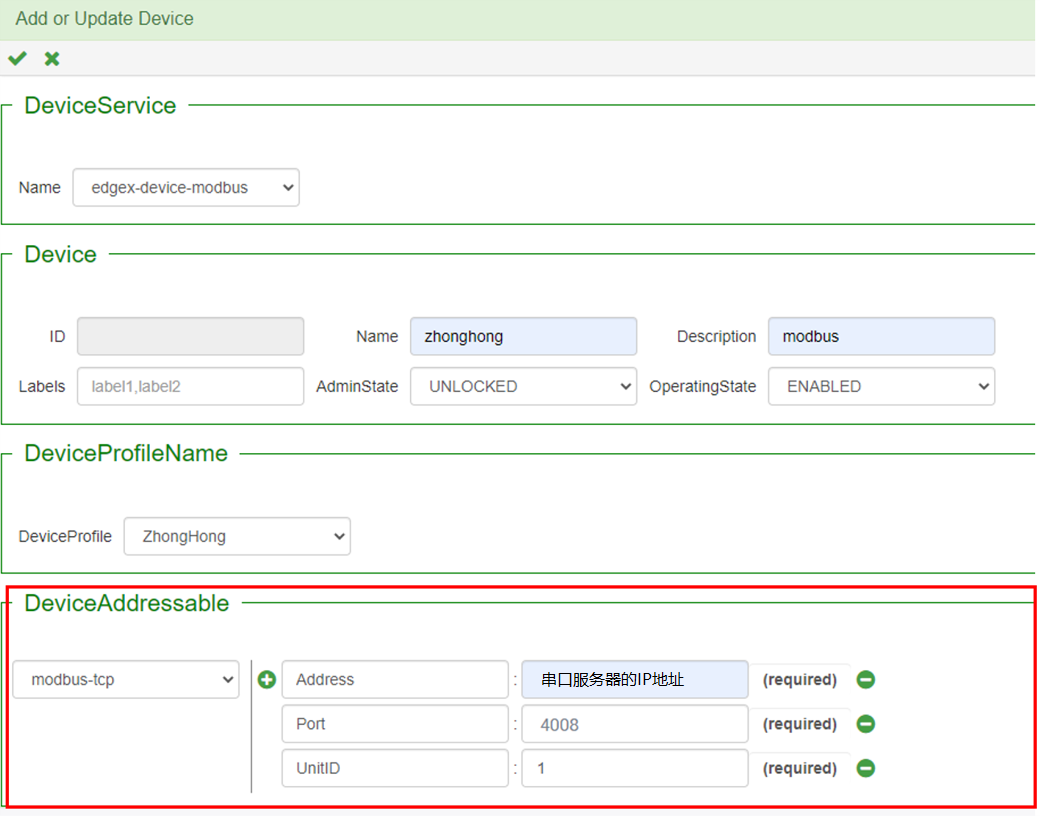 Add or Update Device
DeviceService
Name edgex-device-modbus
Device
ID Name zhonghong Description modbus
Labels label1,label2 AdminState UNLOCKED OperatingState ENABLED
DeviceProfileName
DeviceProfile ZhongHong
DeviceAddressable
modbus-tcp Address : 串口服务器的IP地址 (required)
Port : 4008 (required)
UnitID : 1 (required)